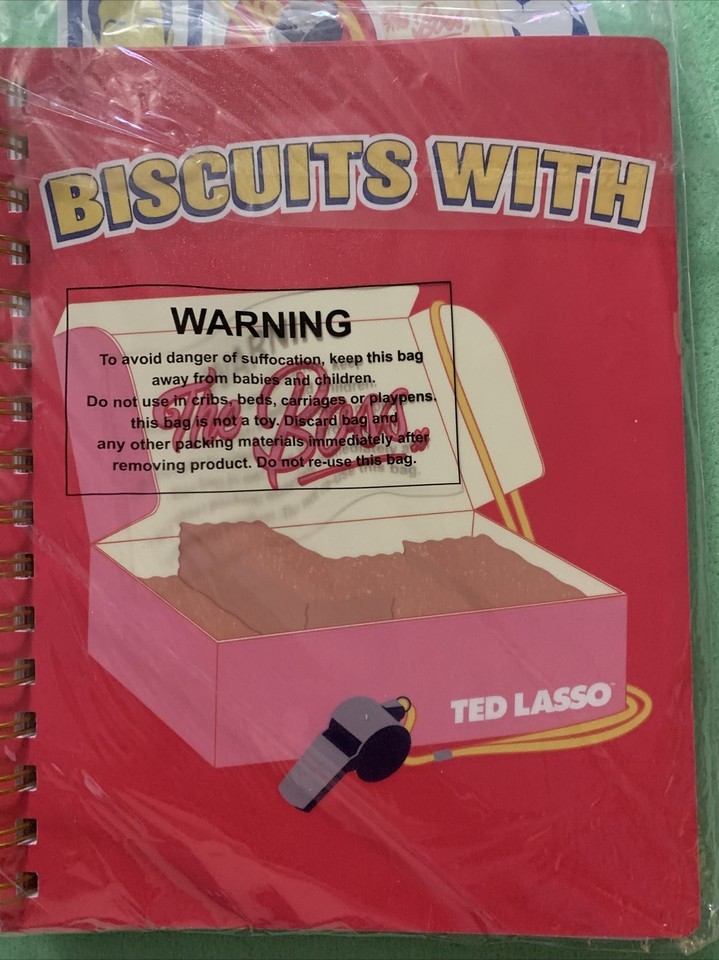 BISCUITS WITH
WARNING
To avoid danger of suffocation, keep this bag
away from babies and children.
Do not use in cribs, beds, carriages or playpens.
this bag is not a toy. Discard bag and
any other packing materials immediately after
removing product. Do not re-use this bag.
The Boss
TED LASSO™